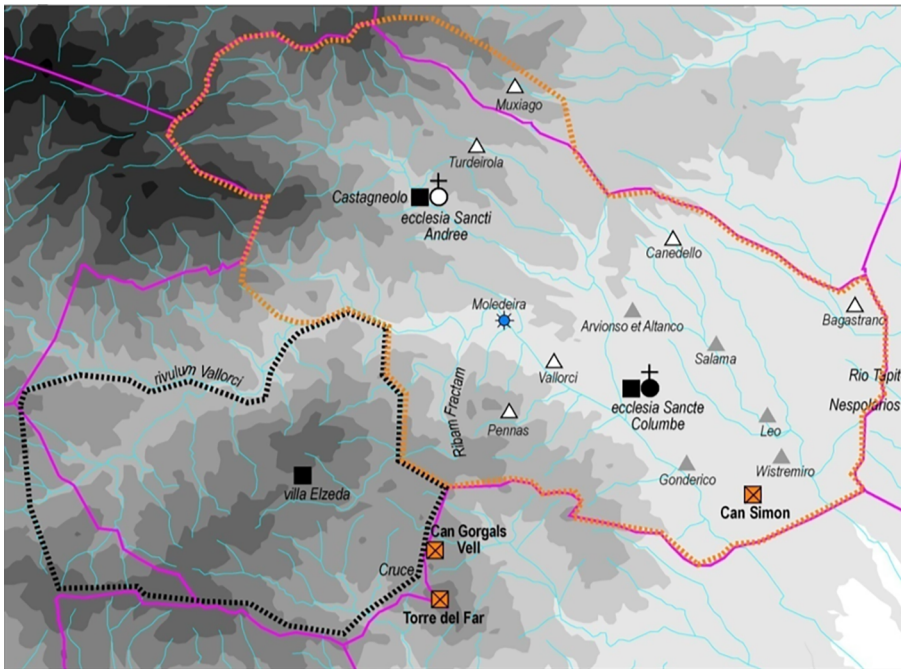 Muxiago
Turdeirola
Castagneolo
ecclesia Sancti
Andree
Canedello
Moledeira
Arvionso et Altanco
Bagastrano
Salama
rivulum Vallorci
Vallorci
Rio Tapit
ecclesia Sancte
Columbe
Nespolarios
Ribam Fractam
Pennas
Leo
villa Elzeda
Gonderico
Wistremiro
Can Simon
Can Gorgals
Vell
Cruce
Torre del Far